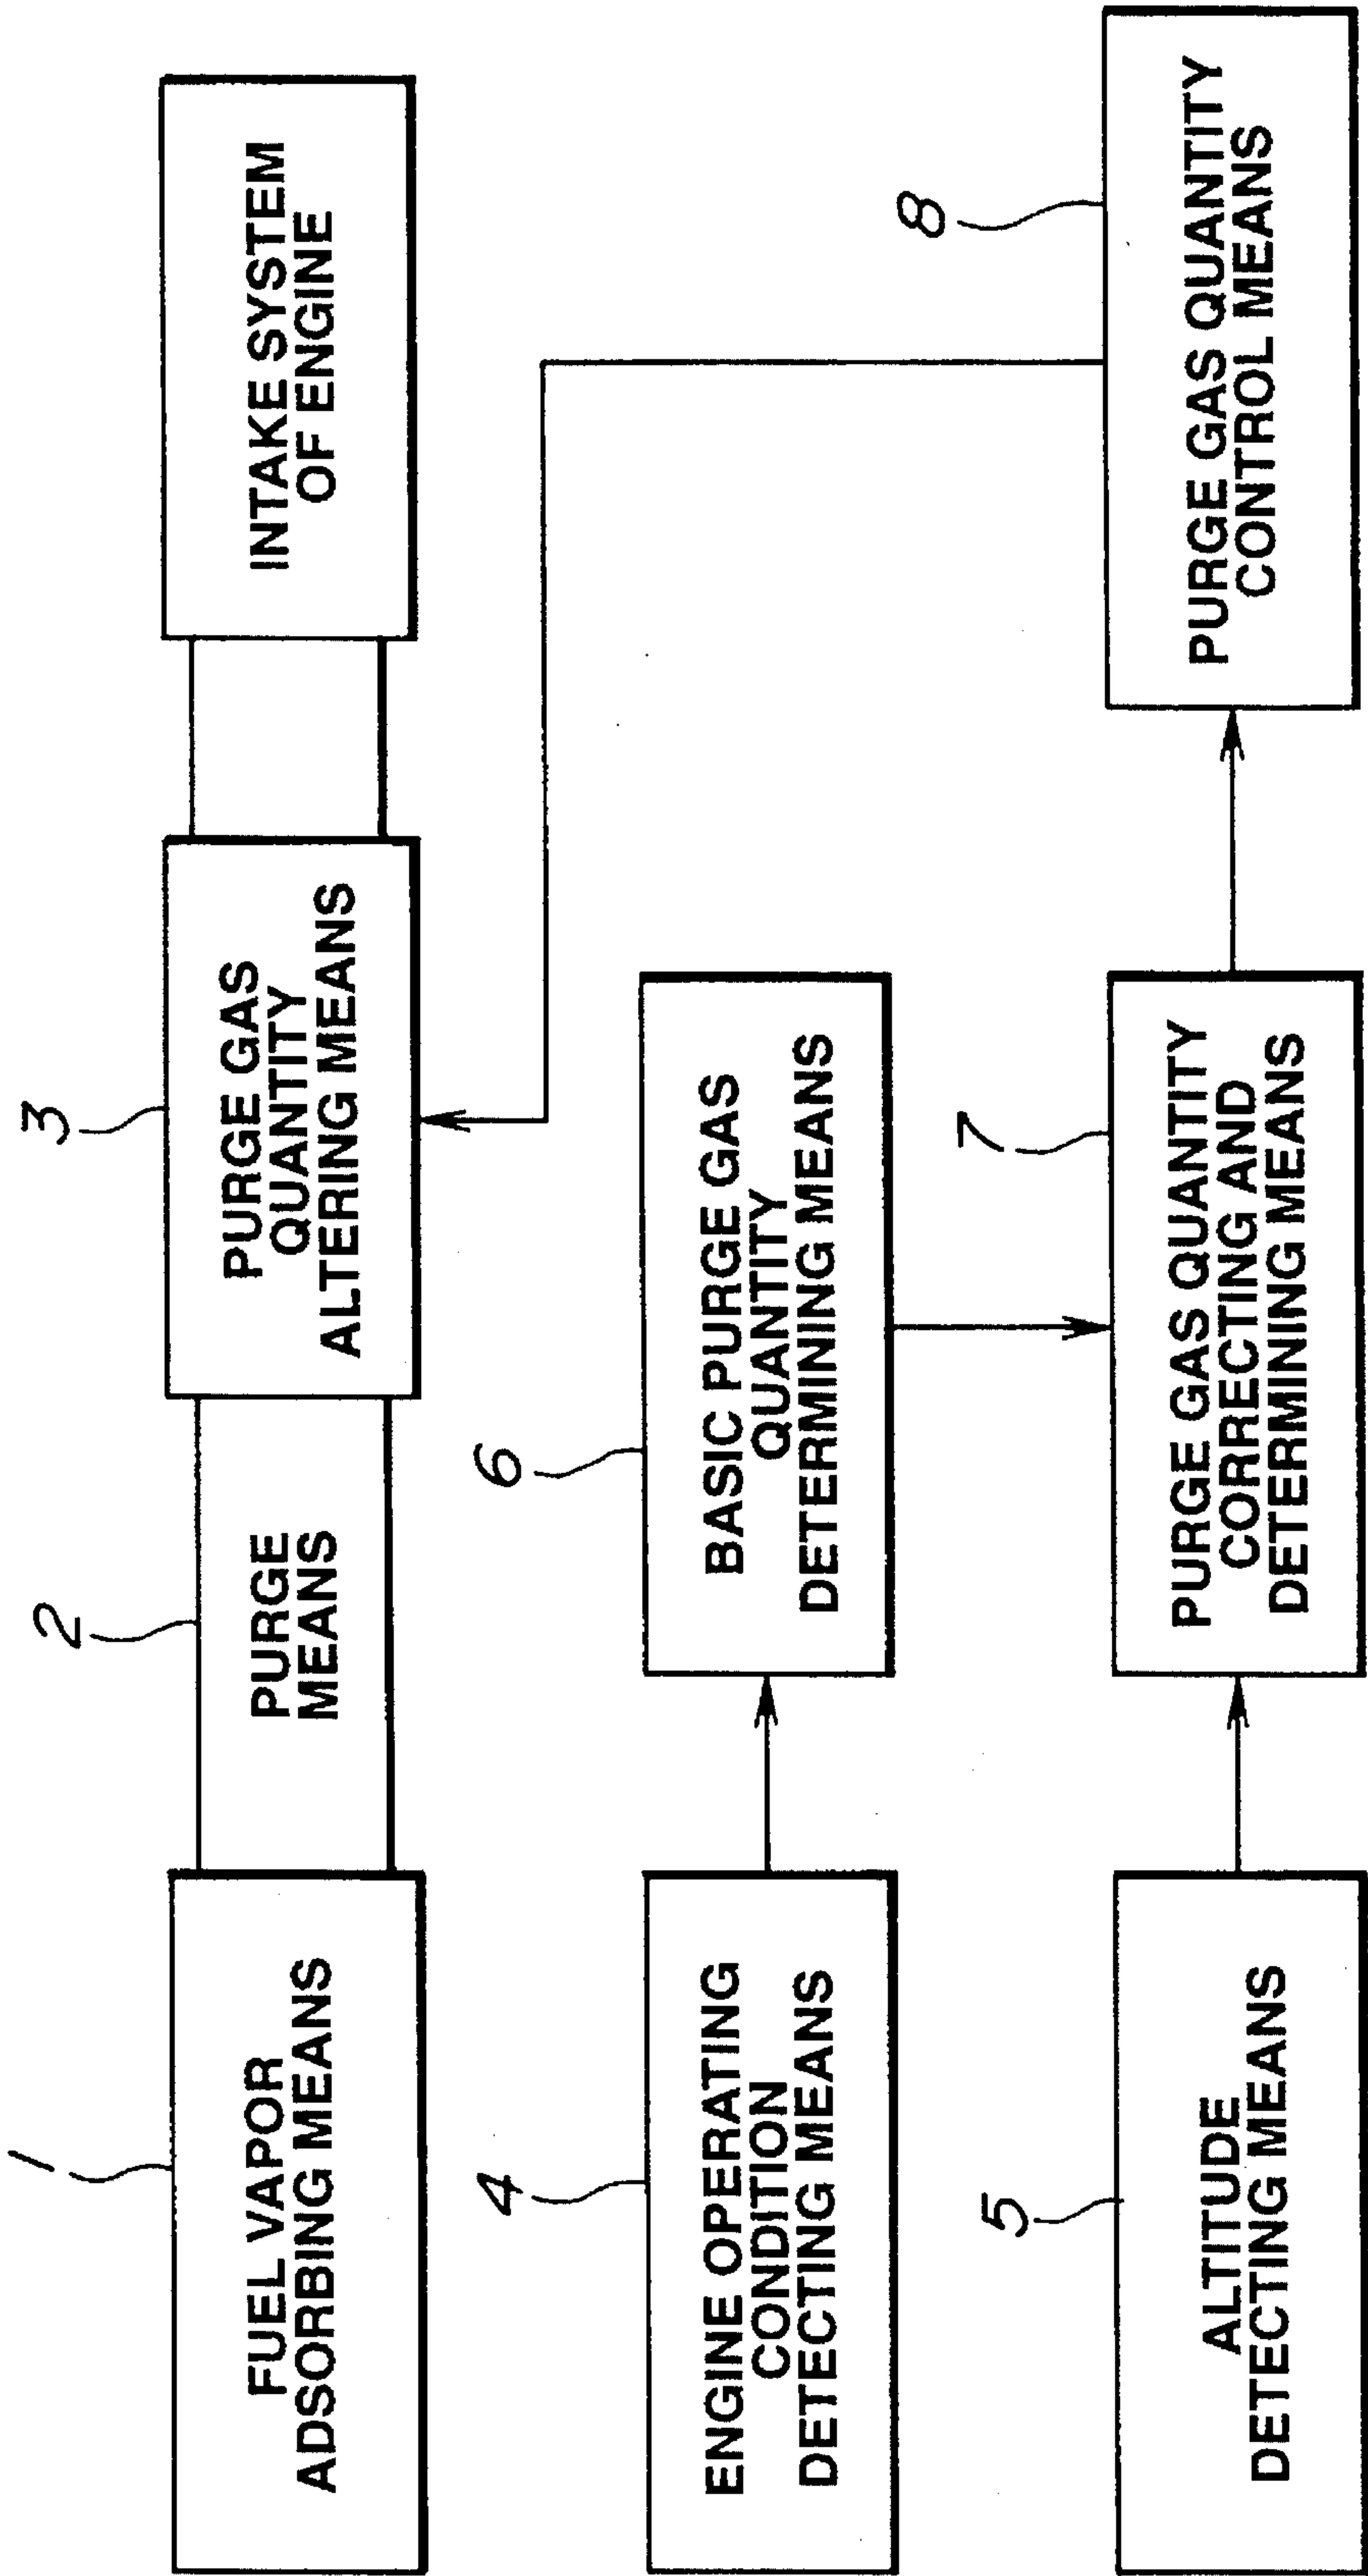 1
FUEL VAPOR
ADSORBING MEANS
2
PURGE
MEANS
3
PURGE GAS
QUANTITY
ALTERING MEANS
INTAKE SYSTEM
OF ENGINE
4
ENGINE OPERATING
CONDITION
DETECTING MEANS
6
BASIC PURGE GAS
QUANTITY
DETERMINING MEANS
5
ALTITUDE
DETECTING MEANS
7
PURGE GAS QUANTITY
CORRECTING AND
DETERMINING MEANS
8
PURGE GAS QUANTITY
CONTROL MEANS